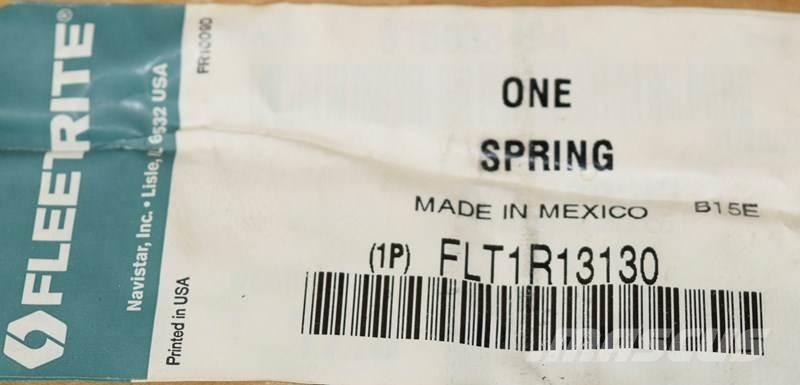 FLEETRITE®
Navistar, Inc. • Lisle, IL 60532 USA
Printed in USA
FR10090
ONE
SPRING
MADE IN MEXICO B15E
(1P) FLT1R13130
MASCUS